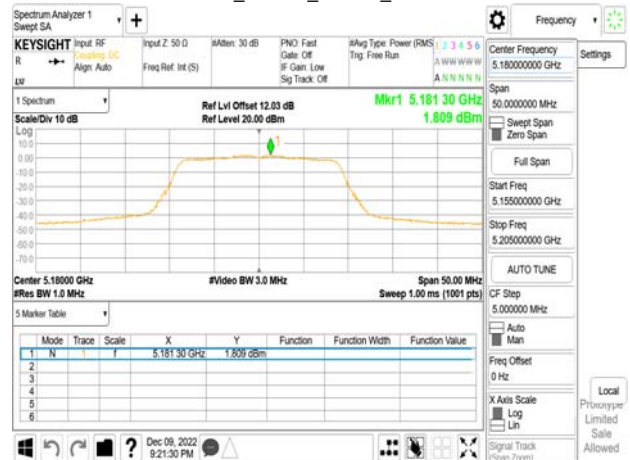 Spectrum Analyzer 1
Swept SA
+
Frequency
KEYSIGHT Input: RF Input Z: 50 Ω #Atten: 30 dB PNO: Fast #Avg Type: Power (RMS 1 2 3 4 5 6
R Coupling: DC Gate: Off Trig: Free Run A W W W W W
Align: Auto Freq Ref: Int (S) IF Gain: Low
Sig Track: Off A N N N N N
LU
1 Spectrum Ref Lvl Offset 12.03 dB Mkr1 5.181 30 GHz
Scale/Div 10 dB Ref Level 20.00 dBm 1.809 dBm
Log
10.0
0.00
-10.0
-20.0
-30.0
-40.0
-50.0
-60.0
-70.0
1
Center 5.18000 GHz #Video BW 3.0 MHz Span 50.00 MHz
#Res BW 1.0 MHz Sweep 1.00 ms (1001 pts)
5 Marker Table
Mode Trace Scale X Y Function Function Width Function Value
1 N 1 f 5.181 30 GHz 1.809 dBm
2
3
4
5
6
? Dec 09, 2022
9:21:30 PM
Center Frequency
5.180000000 GHz
Settings
Span
50.0000000 MHz
Swept Span
Zero Span
Full Span
Start Freq
5.155000000 GHz
Stop Freq
5.205000000 GHz
AUTO TUNE
CF Step
5.000000 MHz
Auto
Man
Freq Offset
0 Hz
X Axis Scale
Log
Lin
Signal Track
(Span Zoom)
Local
Prototype
Limited
Sale
Allowed